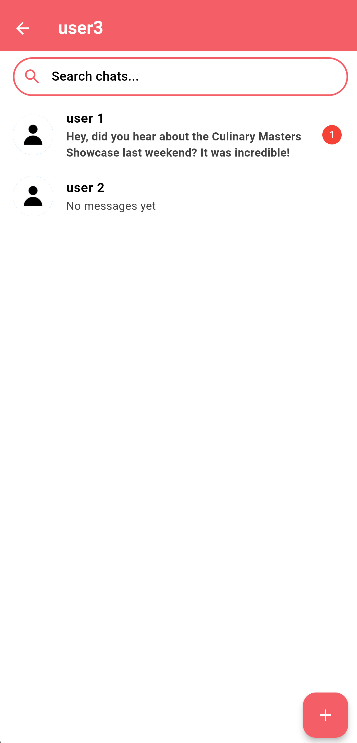 user3
Search chats...
user 1
Hey, did you hear about the Culinary Masters
Showcase last weekend? It was incredible!
1
user 2
No messages yet
+